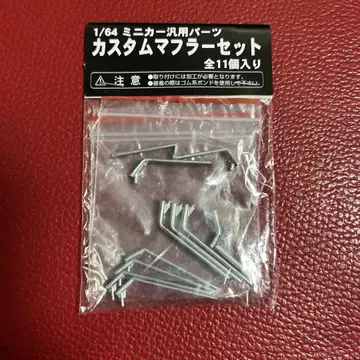 1/64 ミニカー汎用パーツ
カスタムマフラーセット
全11個入り
⚠注意
●取り付けには加工が必要となります。
●接着の際はゴム系ボンドを使用して下さい。